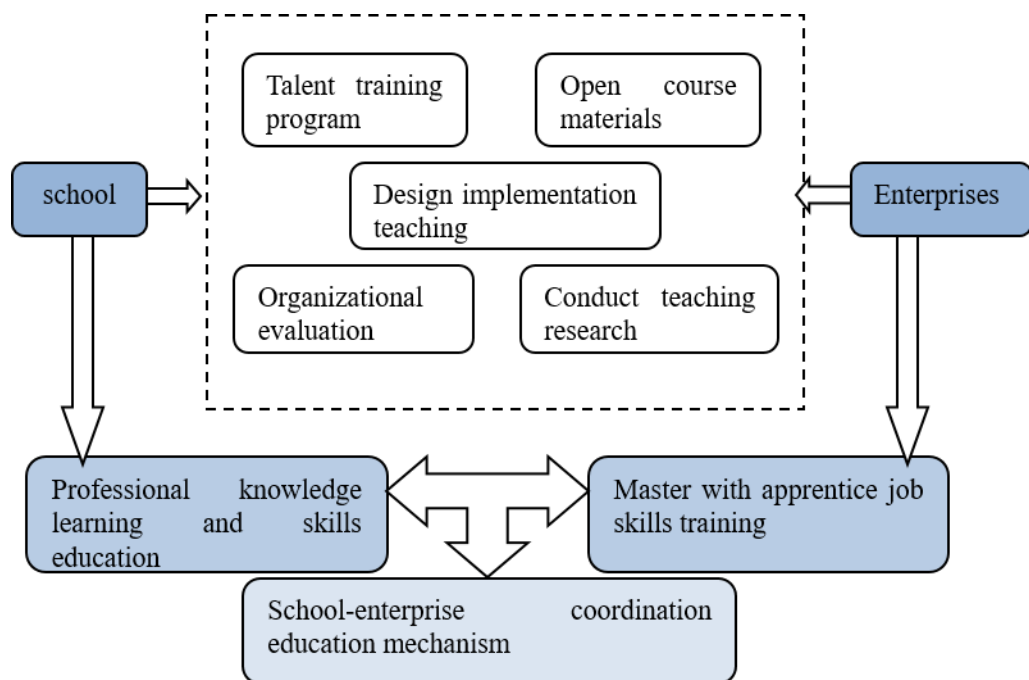 Talent training
program
Open course
materials
school
Design implementation
teaching
Enterprises
Organizational
evaluation
Conduct teaching
research
Professional knowledge
learning and skills
education
Master with apprentice job
skills training
School-enterprise coordination
education mechanism